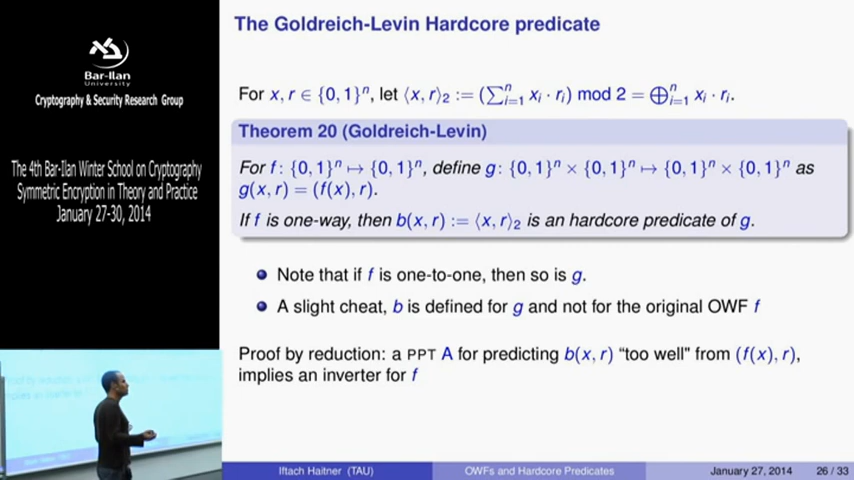 Bar-Ilan
University
Cryptography & Security Research Group
The 4th Bar-Ilan Winter School on Cryptography
Symmetric Encryption in Theory and Practice
January 27-30, 2014
The Goldreich-Levin Hardcore predicate
For x, r ∈ {0, 1}ⁿ, let ⟨x, r⟩₂ := (∑ⁿᵢ₌₁ xᵢ · rᵢ) mod 2 = ⨁ⁿᵢ₌₁ xᵢ · rᵢ.
Theorem 20 (Goldreich-Levin)
For f: {0, 1}ⁿ ↦ {0, 1}ⁿ, define g: {0, 1}ⁿ × {0, 1}ⁿ ↦ {0, 1}ⁿ × {0, 1}ⁿ as
g(x, r) = (f(x), r).
If f is one-way, then b(x, r) := ⟨x, r⟩₂ is an hardcore predicate of g.
Note that if f is one-to-one, then so is g.
A slight cheat, b is defined for g and not for the original OWF f
Proof by reduction: a PPT A for predicting b(x, r) “too well" from (f(x), r),
implies an inverter for f
Iftach Haitner (TAU) OWFs and Hardcore Predicates January 27, 2014 26 / 33